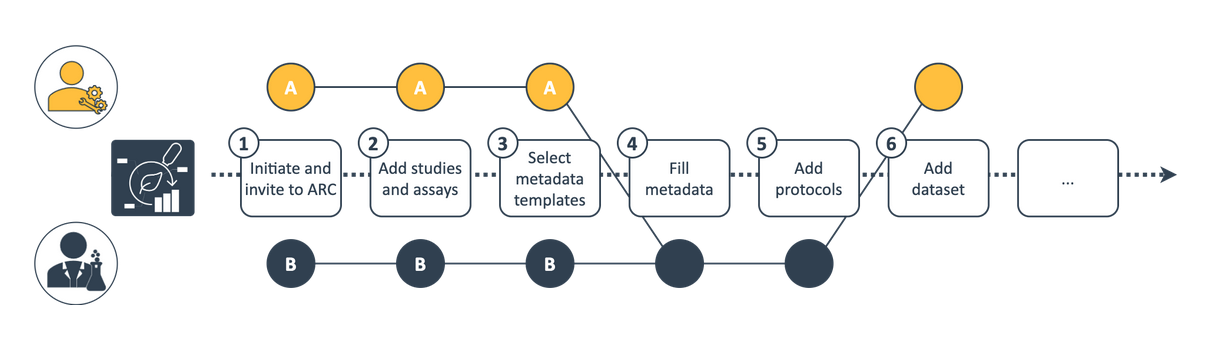 A
A
A
1
Initiate and
invite to ARC
2
Add studies
and assays
3
Select
metadata
templates
4
Fill
metadata
5
Add
protocols
6
Add
dataset
...
B
B
B